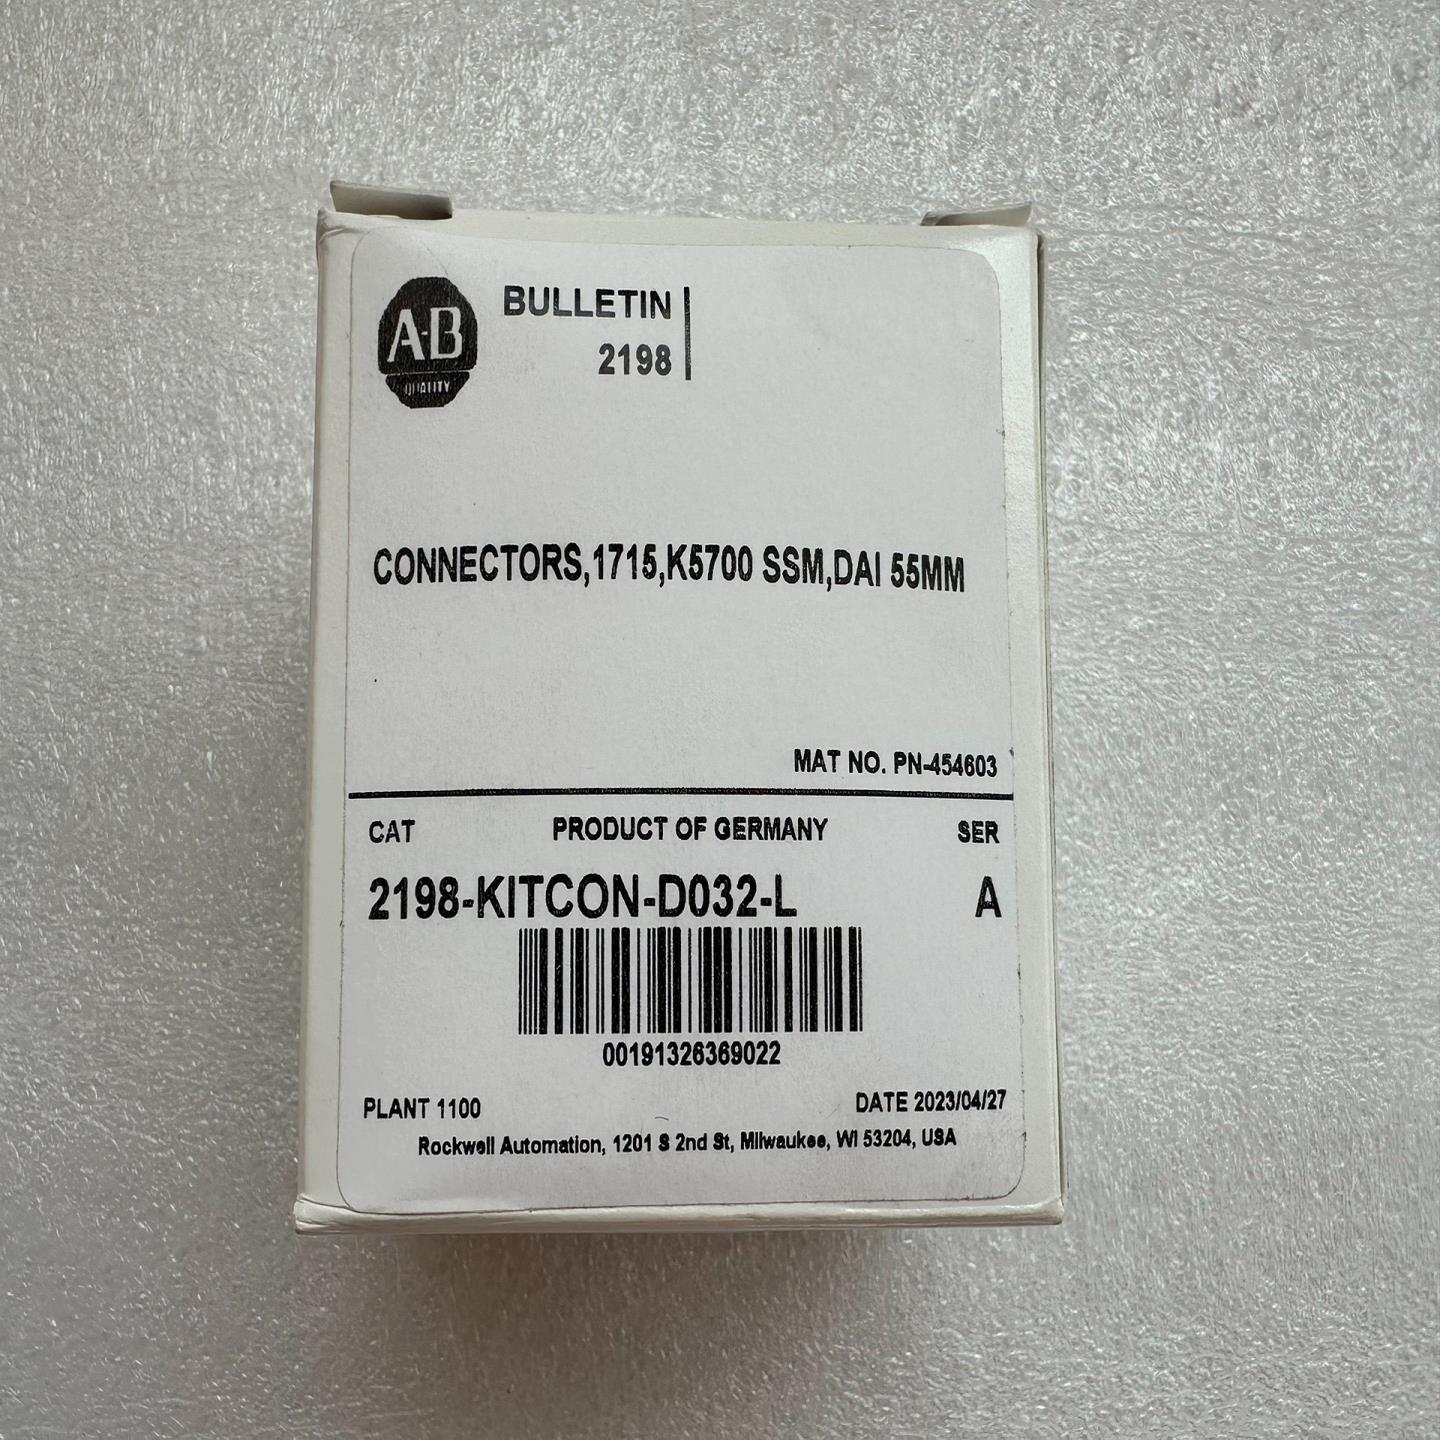 A-B
QUALITY
BULLETIN
2198
CONNECTORS,1715,K5700 SSM,DAI 55MM
MAT NO. PN-454603
CAT
PRODUCT OF GERMANY
SER
2198-KITCON-D032-L
A
00191326369022
PLANT 1100
DATE 2023/04/27
Rockwell Automation, 1201 S 2nd St, Milwaukee, WI 53204, USA